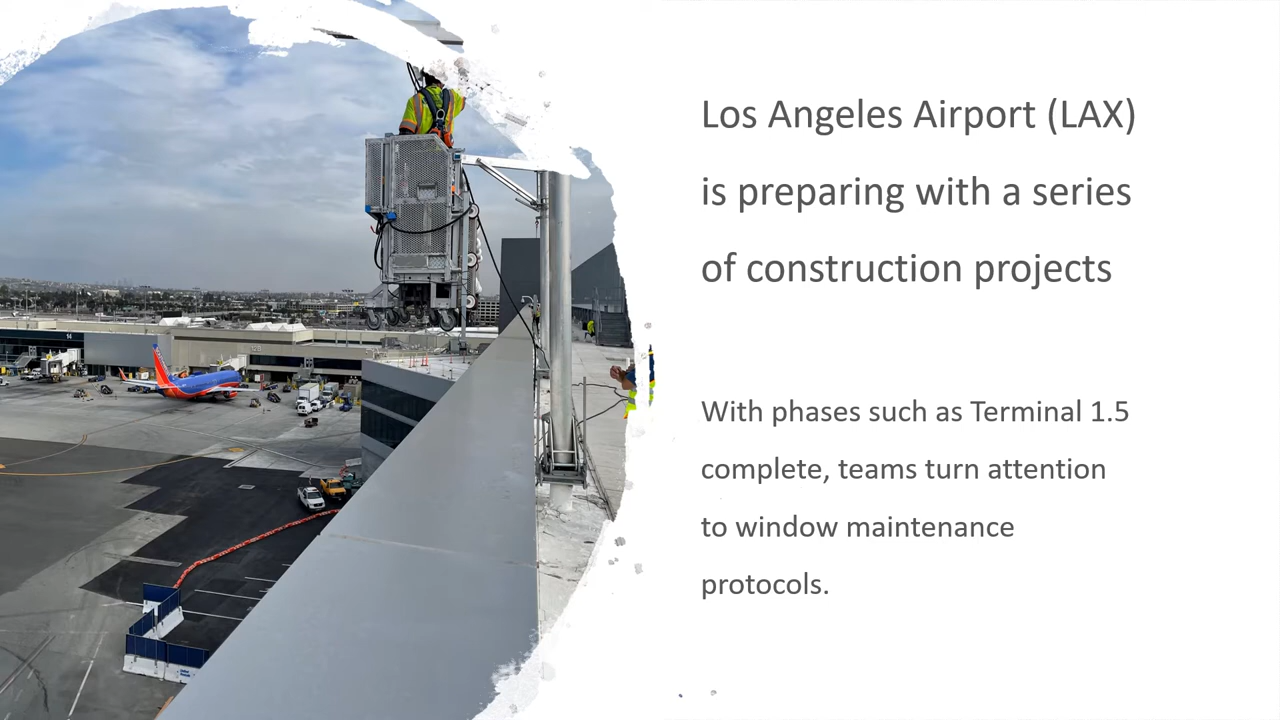 Los Angeles Airport (LAX)
is preparing with a series
of construction projects
With phases such as Terminal 1.5
complete, teams turn attention
to window maintenance
protocols.